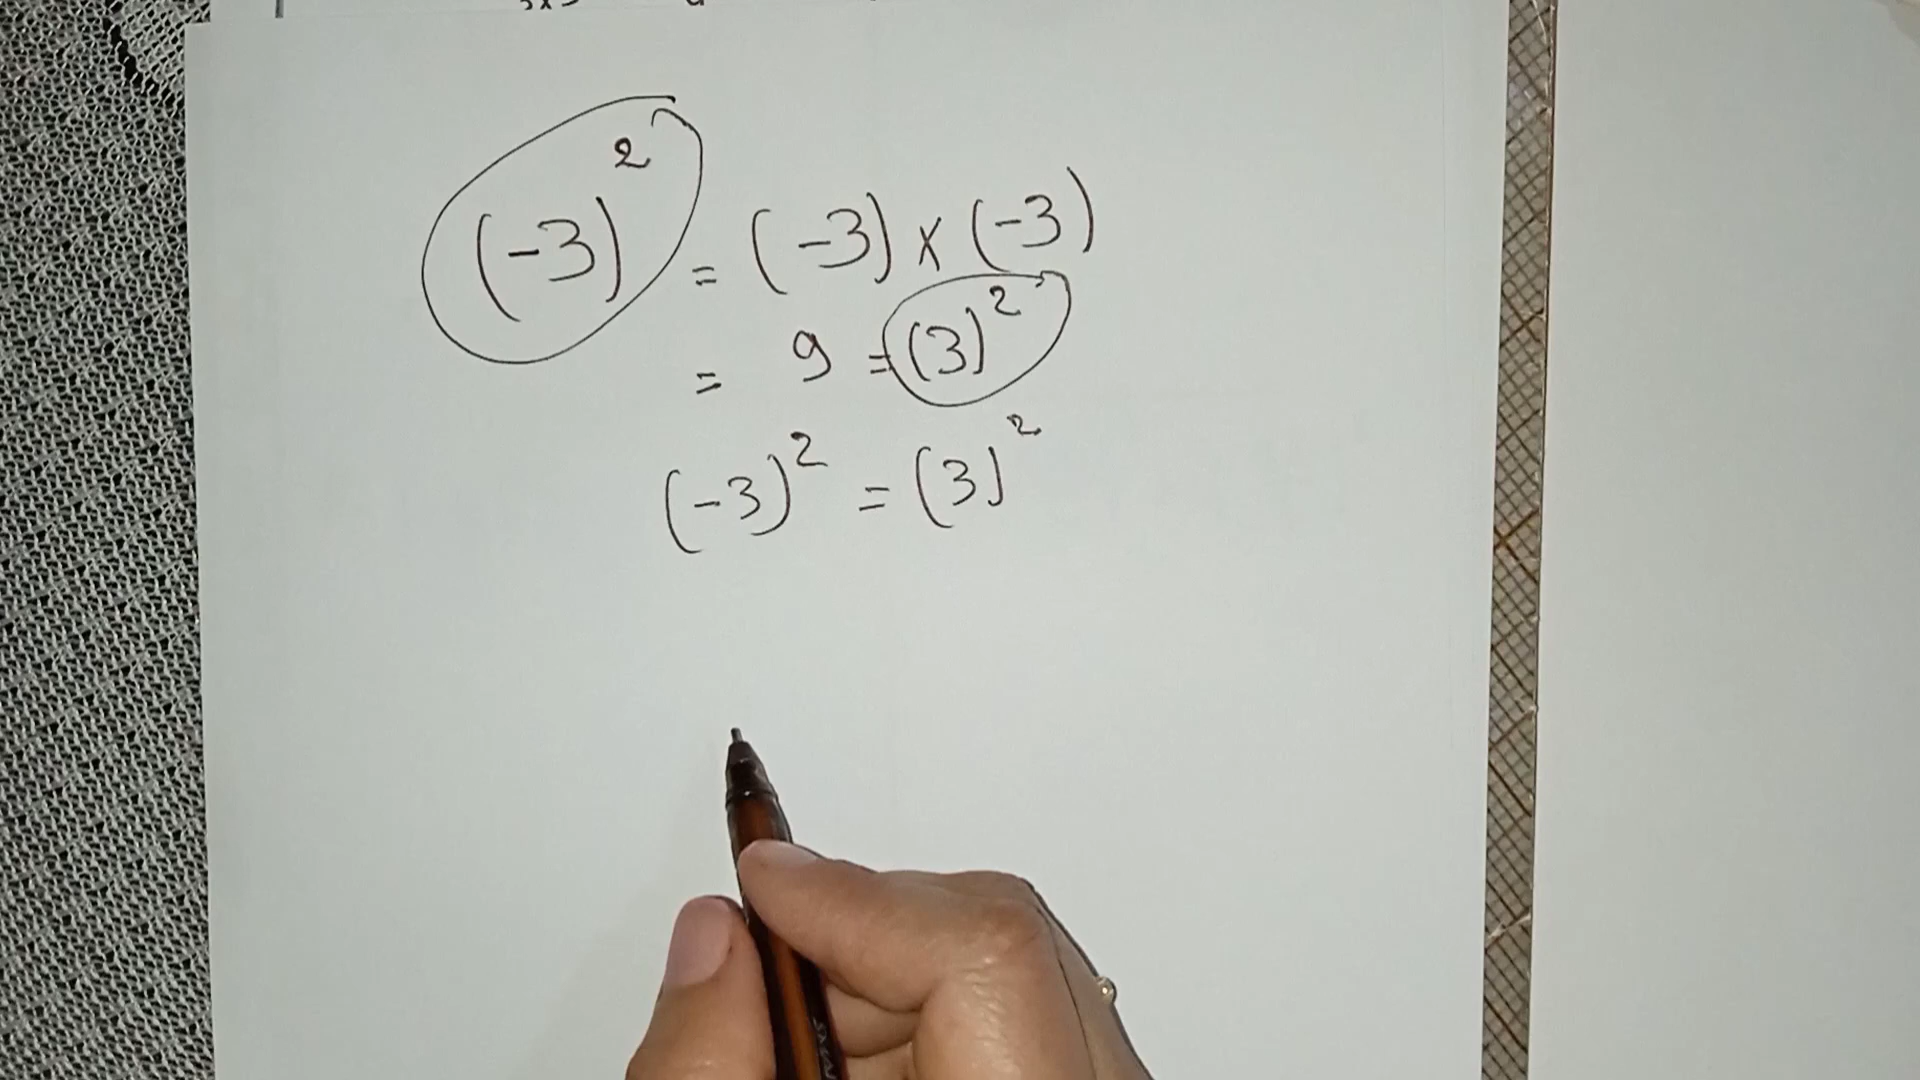 (-3)² = (-3) × (-3)
= 9 = (3)²
(-3)² = (3)²